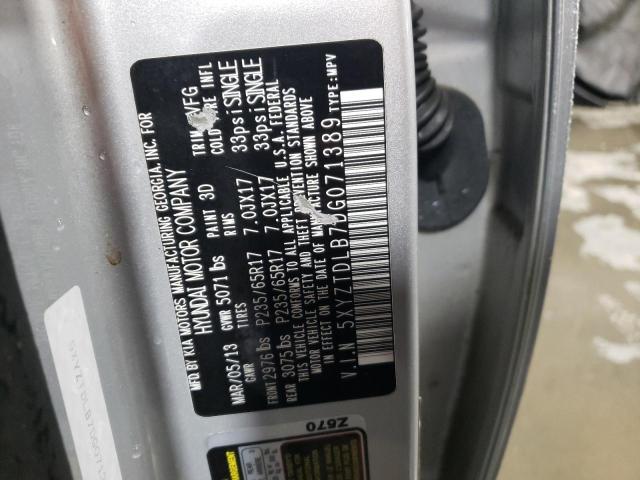 MFD BY KIA MOTORS MANUFACTURING GEORGIA, INC. FOR
HYUNDAI MOTOR COMPANY
MAR/05/13 PAINT 3D TRIM VFG
GVWR 5071 lbs
GAWR TIRES RIMS COLD INFL
FRONT 2976 lbs P235/65R17 7.0JX17 33psi SINGLE
REAR 3075 lbs P235/65R17 7.0JX17 33psi SINGLE
THIS VEHICLE CONFORMS TO ALL APPLICABLE U.S.A. FEDERAL
MOTOR VEHICLE SAFETY AND THEFT PREVENTION STANDARDS
IN EFFECT ON THE DATE OF MANUFACTURE SHOWN ABOVE
V.I.N 5XYZTDLB7DG071389 TYPE:MPV
Z670